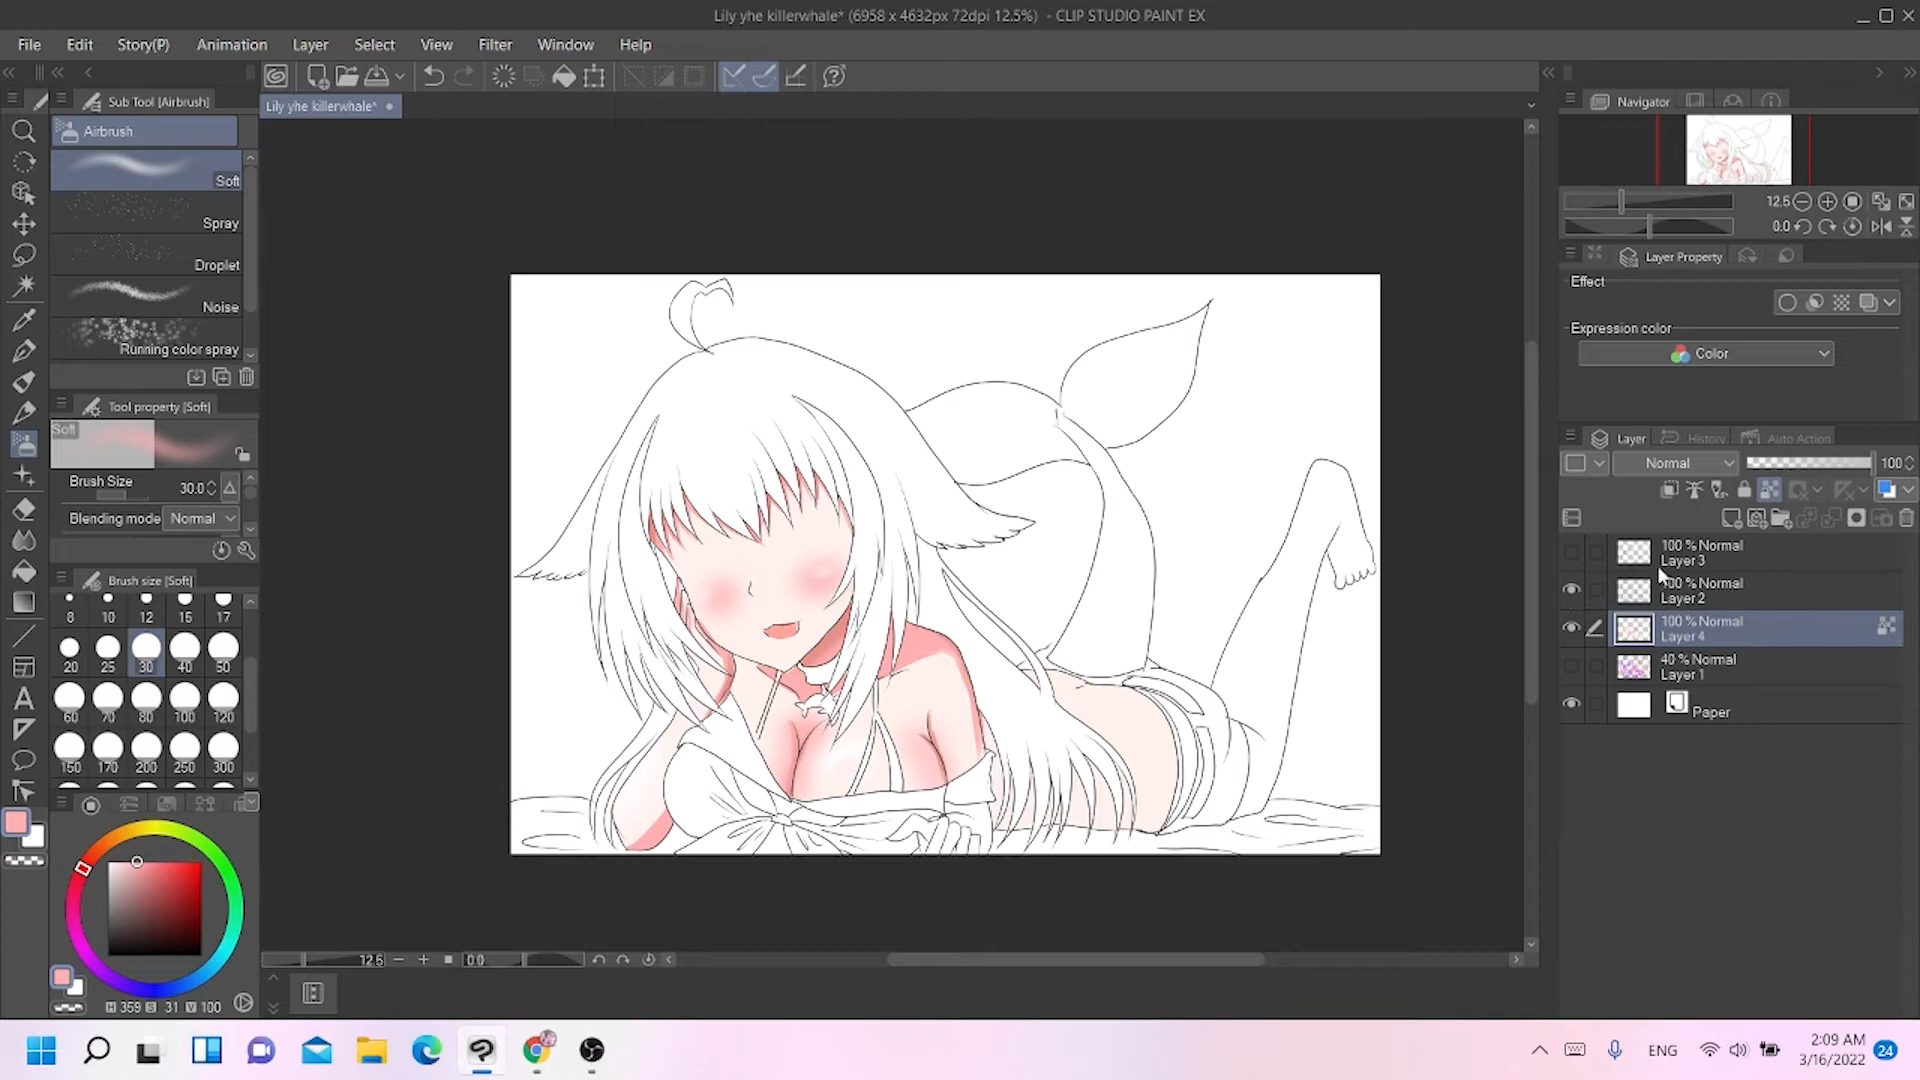 Lily yhe killerwhale* (6958 x 4632px 72dpi 12.5%) - CLIP STUDIO PAINT EX
File Edit Story(P) Animation Layer Select View Filter Window Help
Sub Tool [Airbrush]
Airbrush
Soft
Spray
Droplet
Noise
Running color spray
Tool property [Soft]
Soft
Brush Size 30.0
Blending mode Normal
Brush size [Soft]
8 10 12 15 17
20 25 30 40 50
60 70 80 100 120
150 170 200 250 300
H 359 S 31 V 100
Lily yhe killerwhale*
12.5 0.0
Navigator
12.5
0.0
Layer Property
Effect
Expression color
Color
Layer History Auto Action
Normal 100
100 % Normal
Layer 3
100 % Normal
Layer 2
100 % Normal
Layer 4
40 % Normal
Layer 1
Paper
ENG
2:09 AM
3/16/2022
24